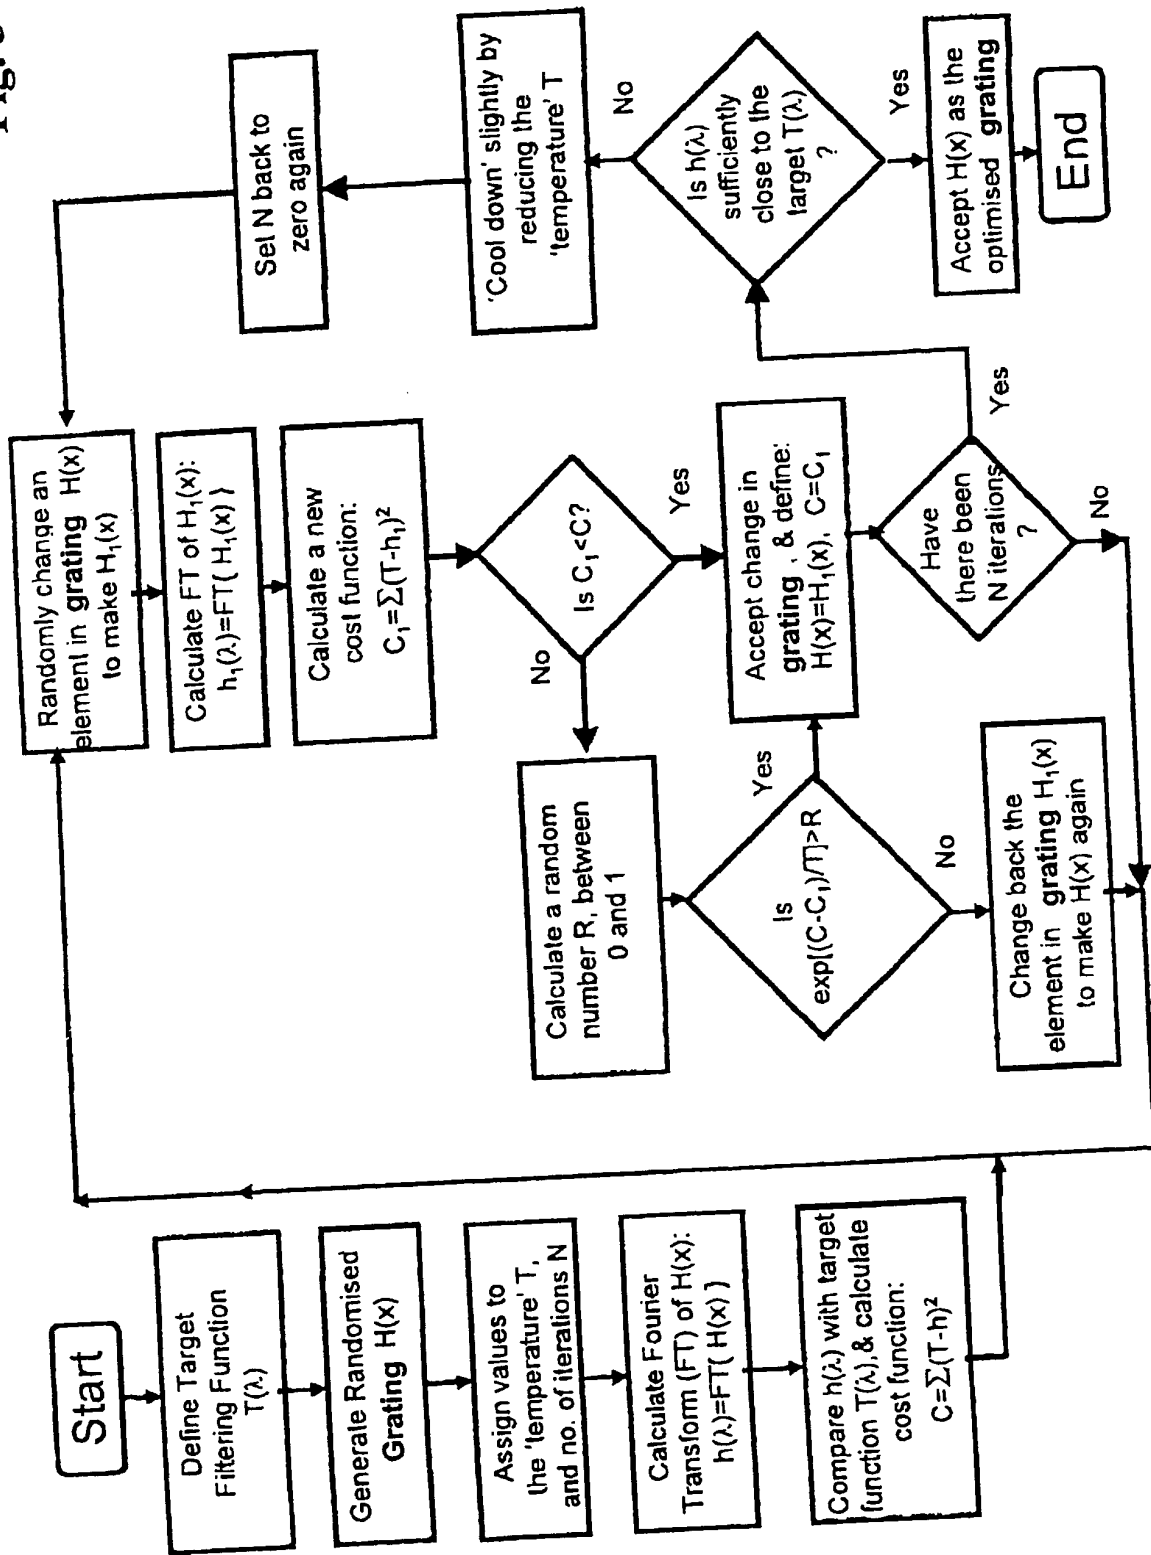 Start
Define Target
Filtering Function
T(λ)
Generate Randomised
Grating H(x)
Assign values to
the 'temperature' T,
and no. of iterations N
Calculate Fourier
Transform (FT) of H(x):
h(λ)=FT{ H(x) }
Compare h(λ) with target
function T(λ),& calculate
cost function:
C=Σ(T-h)²
Randomly change an
element in grating H(x)
to make H₁(x)
Calculate FT of H₁(x):
h₁(λ)=FT{ H₁(x) }
Calculate a new
cost function:
C₁=Σ(T-h₁)²
Is C₁<C?
No
Yes
Calculate a random
number R, between
0 and 1
Is
exp[(C-C₁)/T]>R
Yes
No
Change back the
element in grating H₁(x)
to make H(x) again
Accept change in
grating , & define:
H(x)=H₁(x), C=C₁
Have
there been
N iterations
?
Yes
No
Is h(λ)
sufficiently
close to the
target T(λ)
?
No
Yes
'Cool down' slightly by
reducing the
'temperature' T
Set N back to
zero again
Accept H(x) as the
optimised grating
End